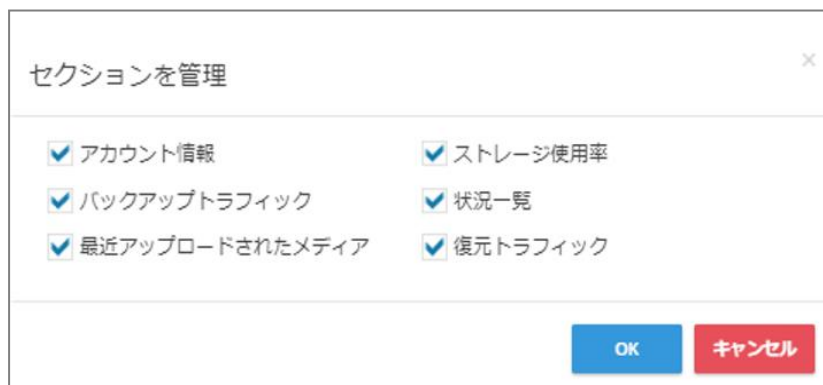 セクションを管理
アカウント情報 ストレージ使用率
バックアップトラフィック 状況一覧
最近アップロードされたメディア 復元トラフィック
OK キャンセル